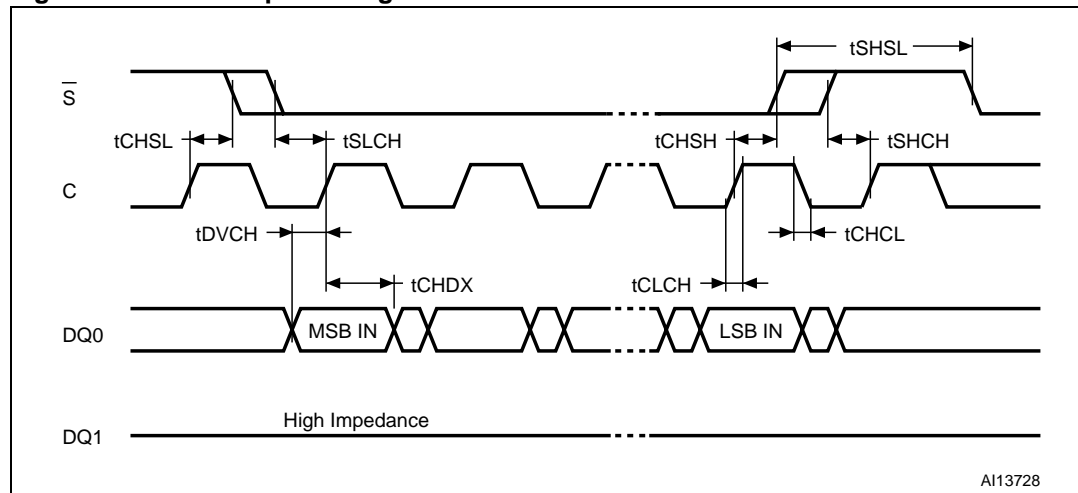 tSHSL
S
tCHSL
tSLCH
tCHSH
tSHCH
C
tDVCH
tCHCL
tCHDX
tCLCH
DQ0
MSB IN
LSB IN
High Impedance
DQ1
AI13728